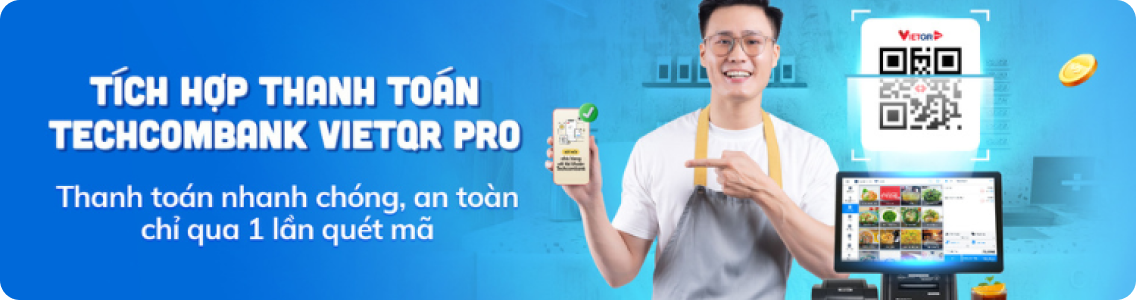 TÍCH HỢP THANH TOÁN
TECHCOMBANK VIETQR PRO
Thanh toán nhanh chóng, an toàn
chỉ qua 1 lần quét mã
VIETQR
Techcombank